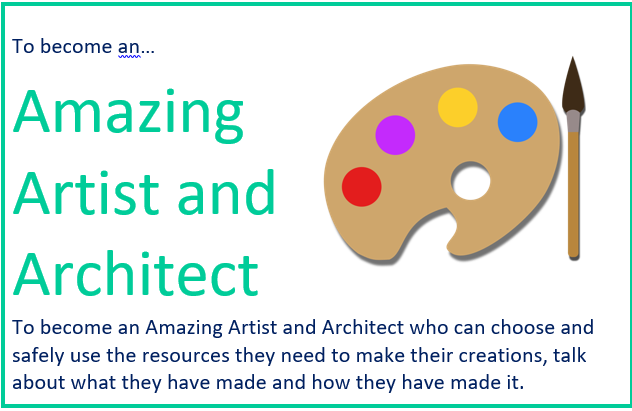 To become an...
Amazing
Artist and
Architect
To become an Amazing Artist and Architect who can choose and
safely use the resources they need to make their creations, talk
about what they have made and how they have made it.